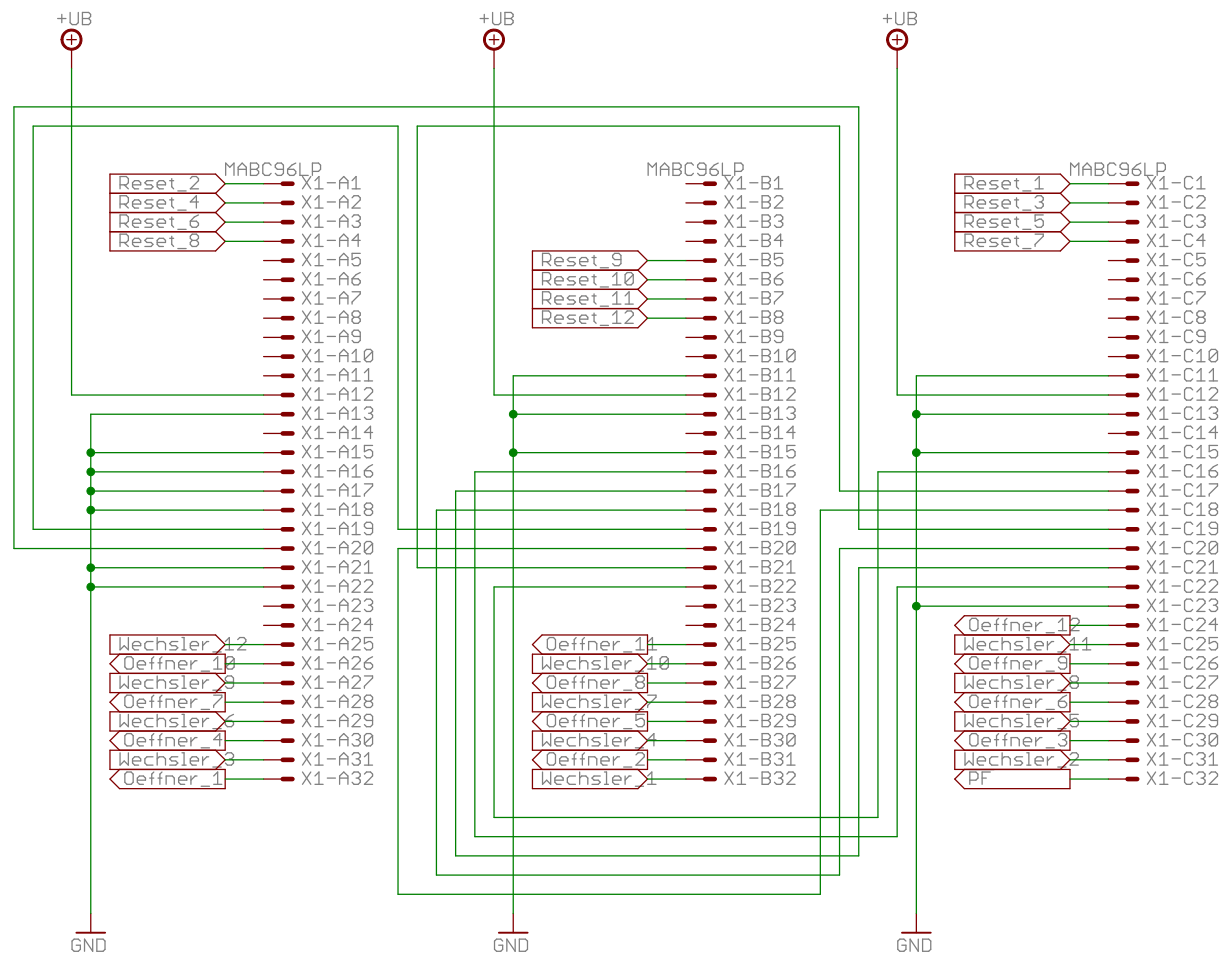 +UB
+UB
+UB
MABC96LP
Reset_2 X1-A1
Reset_4 X1-A2
Reset_6 X1-A3
Reset_8 X1-A4
X1-A5
X1-A6
X1-A7
X1-A8
X1-A9
X1-A10
X1-A11
X1-A12
X1-A13
X1-A14
X1-A15
X1-A16
X1-A17
X1-A18
X1-A19
X1-A20
X1-A21
X1-A22
X1-A23
X1-A24
Wechsler_12 X1-A25
Oeffner_10 X1-A26
Wechsler_9 X1-A27
Oeffner_7 X1-A28
Wechsler_6 X1-A29
Oeffner_4 X1-A30
Wechsler_3 X1-A31
Oeffner_1 X1-A32
GND
MABC96LP
X1-B1
X1-B2
X1-B3
X1-B4
Reset_9 X1-B5
Reset_10 X1-B6
Reset_11 X1-B7
Reset_12 X1-B8
X1-B9
X1-B10
X1-B11
X1-B12
X1-B13
X1-B14
X1-B15
X1-B16
X1-B17
X1-B18
X1-B19
X1-B20
X1-B21
X1-B22
X1-B23
X1-B24
Oeffner_11 X1-B25
Wechsler_10 X1-B26
Oeffner_8 X1-B27
Wechsler_7 X1-B28
Oeffner_5 X1-B29
Wechsler_4 X1-B30
Oeffner_2 X1-B31
Wechsler_1 X1-B32
GND
MABC96LP
Reset_1 X1-C1
Reset_3 X1-C2
Reset_5 X1-C3
Reset_7 X1-C4
X1-C5
X1-C6
X1-C7
X1-C8
X1-C9
X1-C10
X1-C11
X1-C12
X1-C13
X1-C14
X1-C15
X1-C16
X1-C17
X1-C18
X1-C19
X1-C20
X1-C21
X1-C22
X1-C23
Oeffner_12 X1-C24
Wechsler_11 X1-C25
Oeffner_9 X1-C26
Wechsler_8 X1-C27
Oeffner_6 X1-C28
Wechsler_5 X1-C29
Oeffner_3 X1-C30
Wechsler_2 X1-C31
PF X1-C32
GND